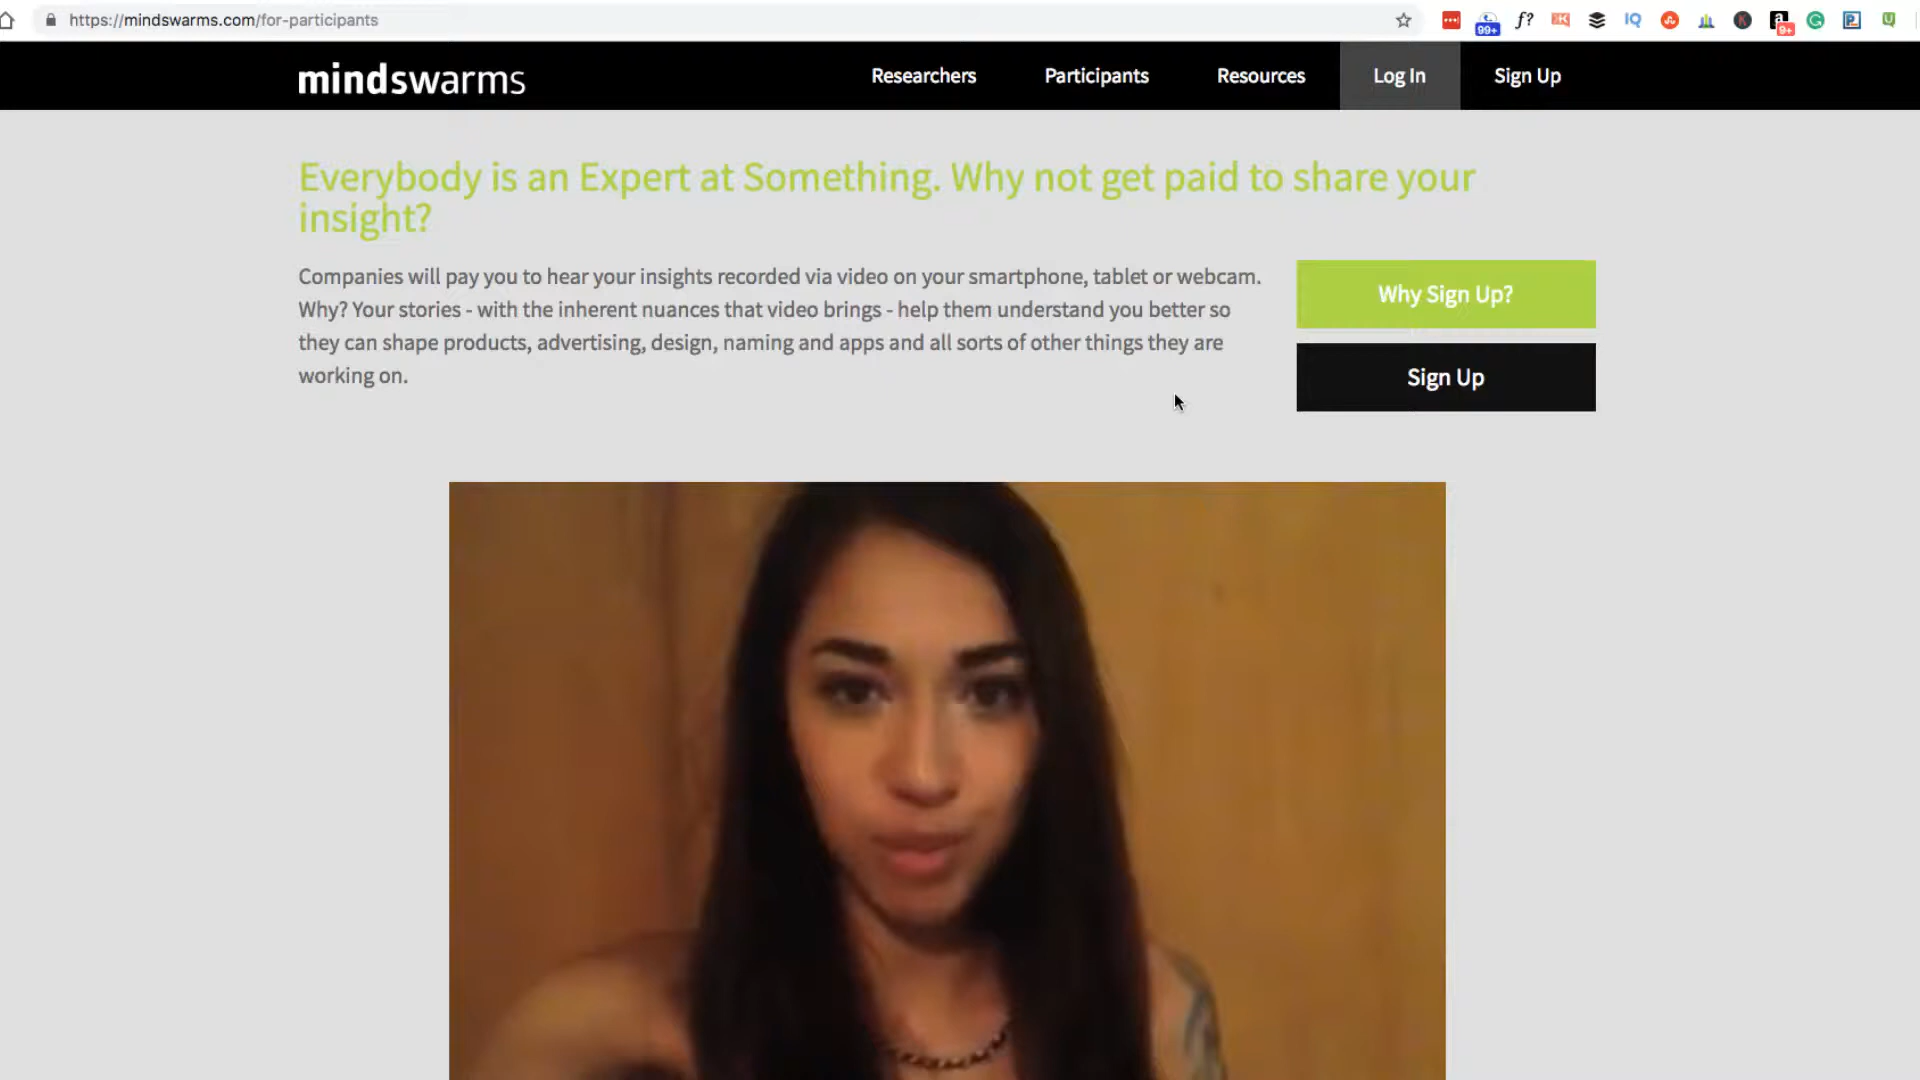 https://mindswarms.com/for-participants
99+
f?
IQ
9+
mindswarms
Researchers
Participants
Resources
Log In
Sign Up
Everybody is an Expert at Something. Why not get paid to share your
insight?
Companies will pay you to hear your insights recorded via video on your smartphone, tablet or webcam.
Why? Your stories - with the inherent nuances that video brings - help them understand you better so
they can shape products, advertising, design, naming and apps and all sorts of other things they are
working on.
Why Sign Up?
Sign Up